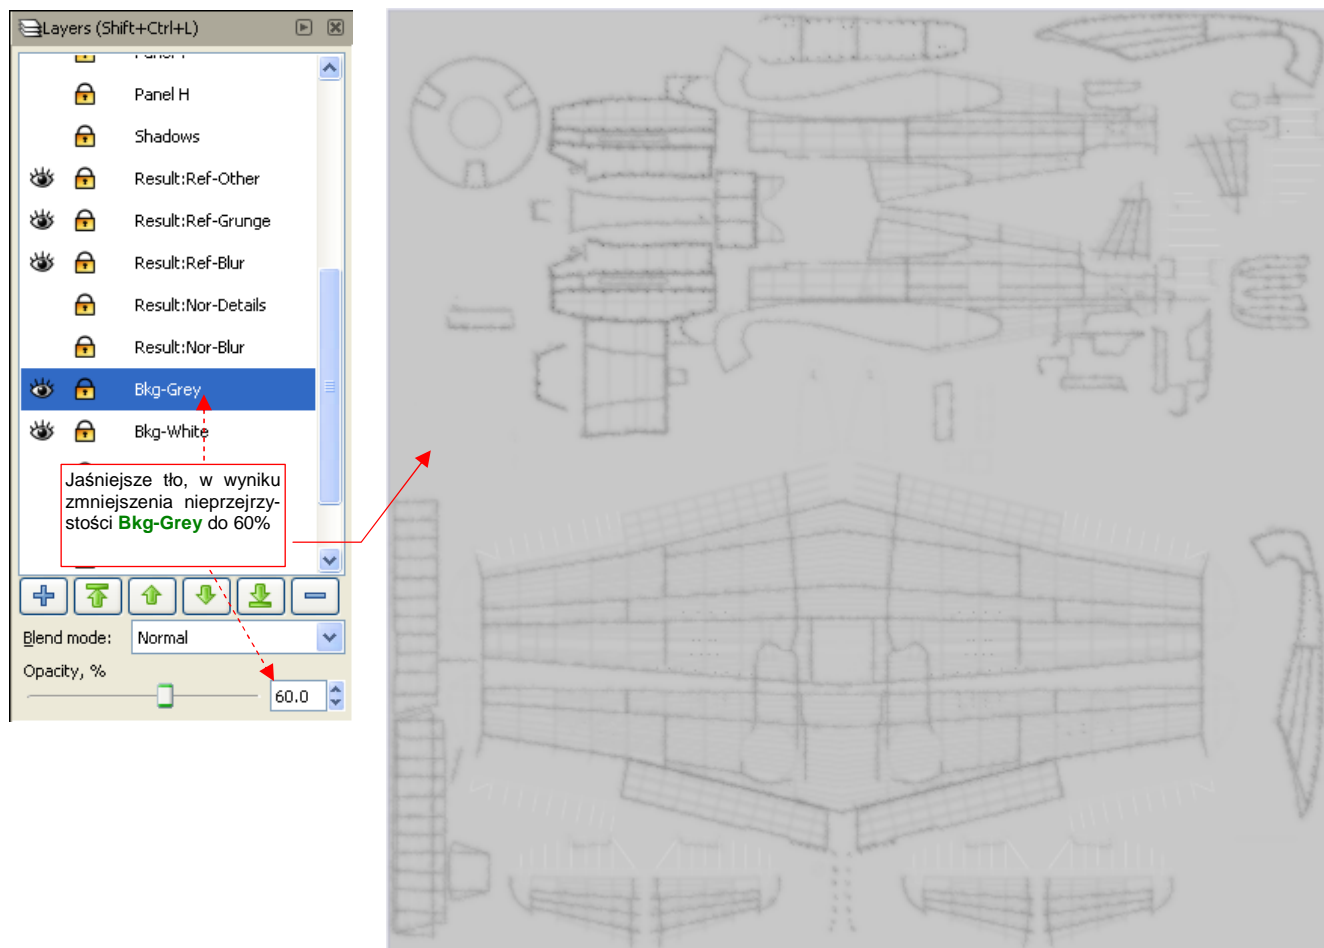 Layers (Shift+Ctrl+L)
Panel H
Shadows
Result:Ref-Other
Result:Ref-Grunge
Result:Ref-Blur
Result:Nor-Details
Result:Nor-Blur
Bkg-Grey
Bkg-White
Jaśniejsze tło, w wyniku
zmniejszenia nieprzejrzy-
stości Bkg-Grey do 60%
Blend mode: Normal
Opacity, %
60.0